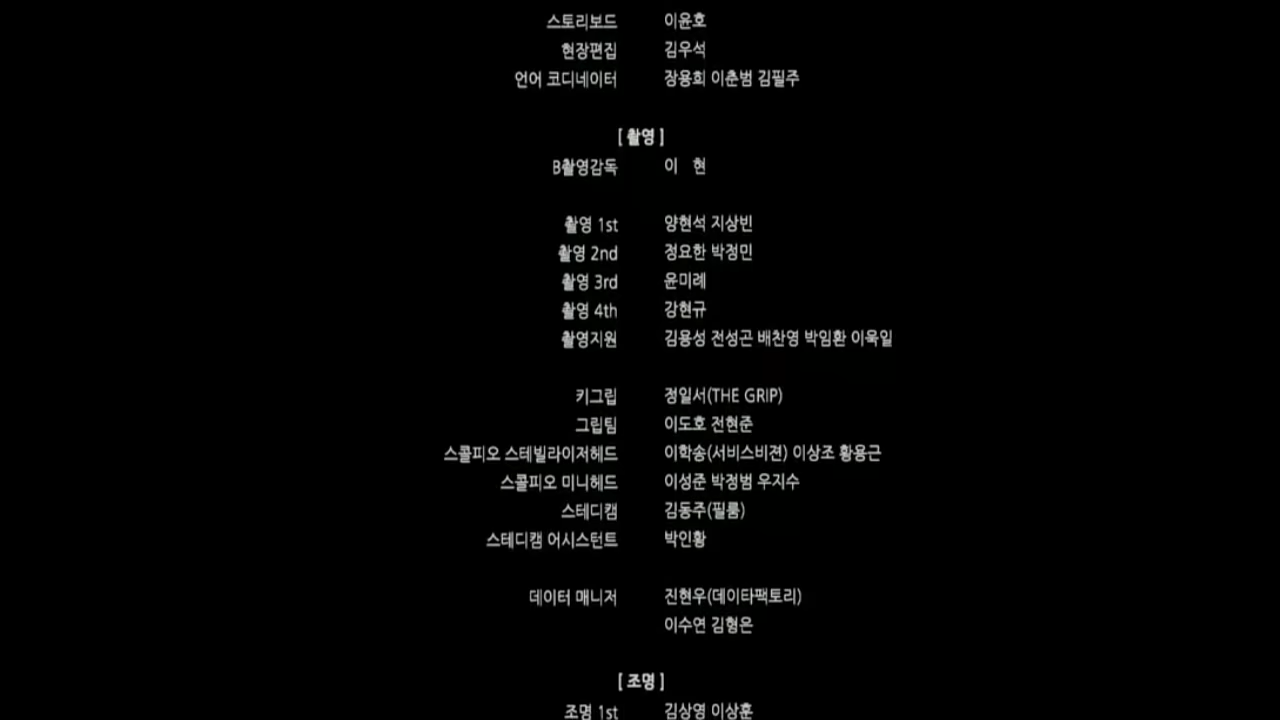 스토리보드 이윤호
현장편집 김우석
언어 코디네이터 장용희 이춘범 김필주
[ 촬영 ]
B촬영감독 이 현
촬영 1st 양현석 지상빈
촬영 2nd 정요한 박정민
촬영 3rd 윤미례
촬영 4th 강현규
촬영지원 김용성 전성곤 배찬영 박임환 이욱일
키그립 정일서(THE GRIP)
그립팀 이도호 전현준
스콜피오 스테빌라이저헤드 이학송(서비스비젼) 이상조 황용근
스콜피오 미니헤드 이성준 박정범 우지수
스테디캠 김동주(필룸)
스테디캠 어시스턴트 박인황
데이터 매니저 진현우(데이타팩토리)
이수연 김형은
[ 조명 ]
조명 1st 김상영 이상훈